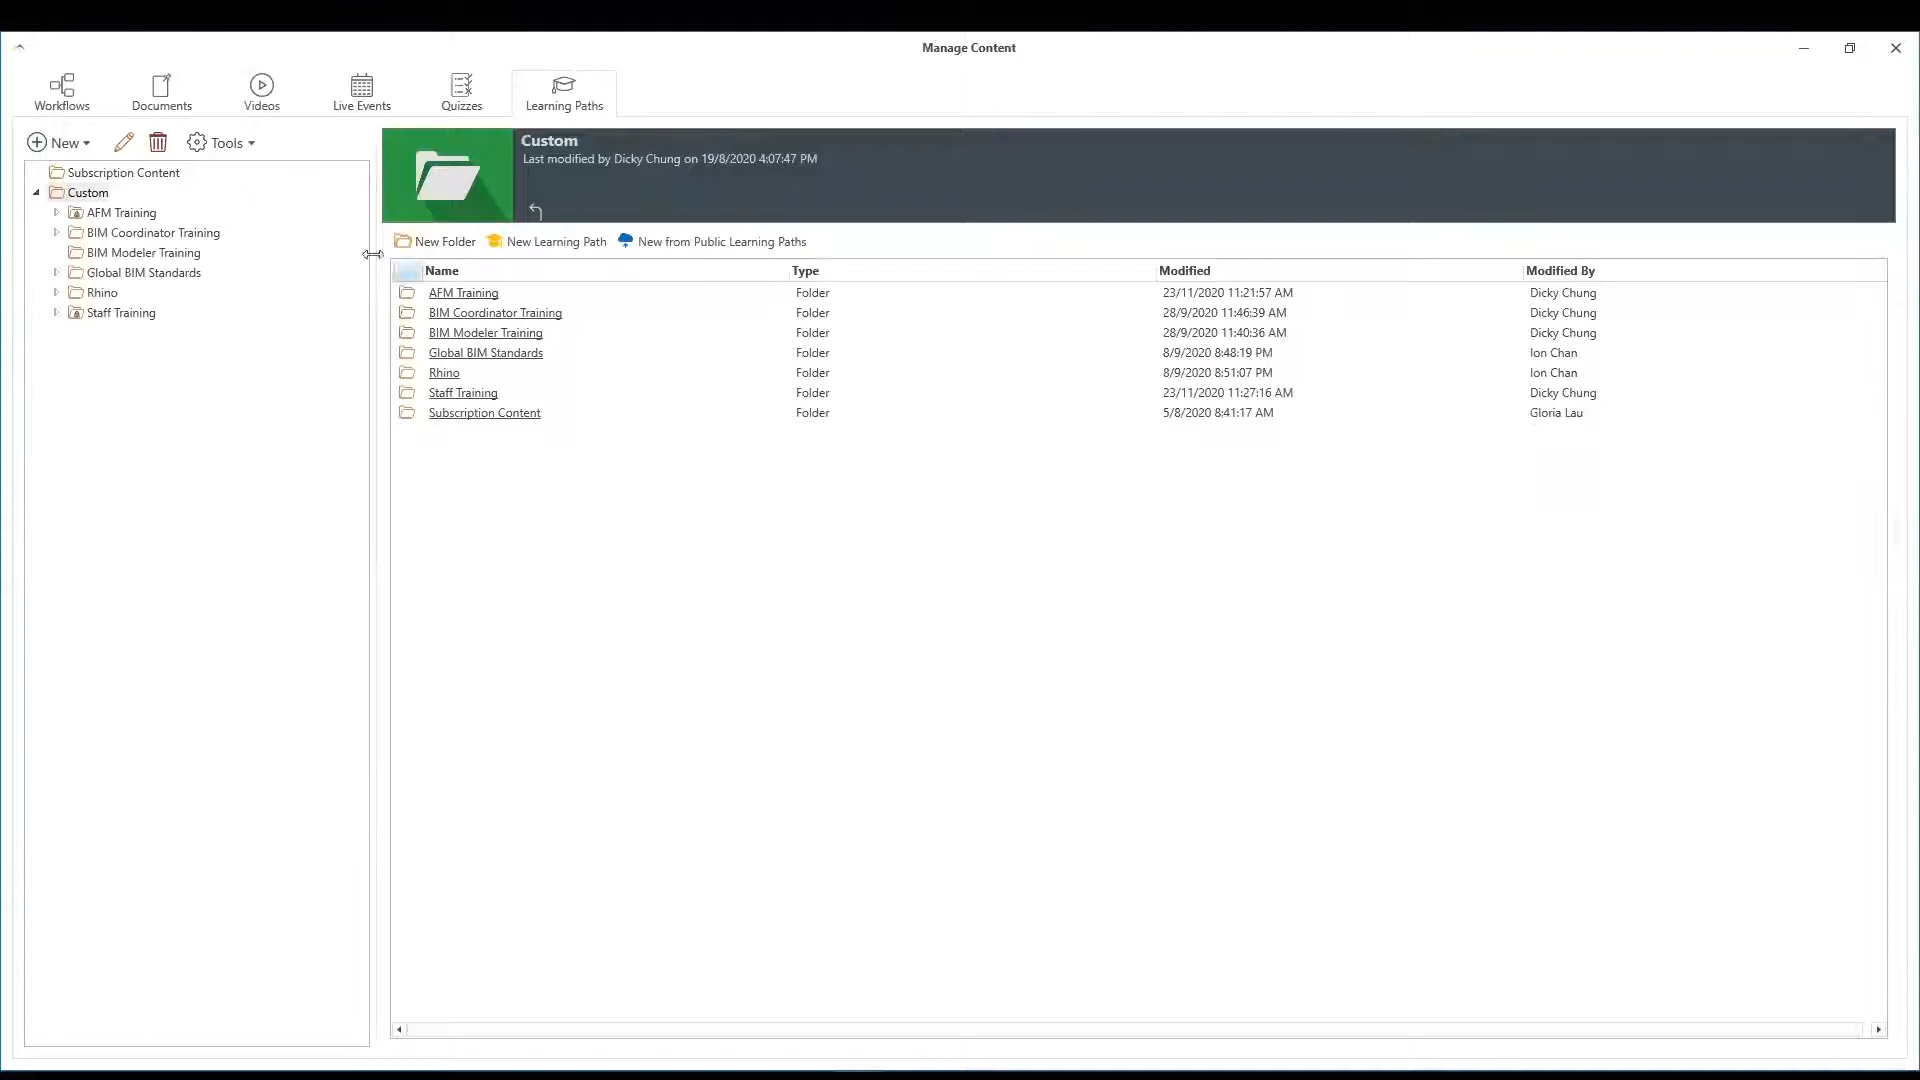 Manage Content
Workflows Documents Videos Live Events Quizzes Learning Paths
New Tools
Subscription Content
Custom
AFM Training
BIM Coordinator Training
BIM Modeler Training
Global BIM Standards
Rhino
Staff Training
Custom
Last modified by Dicky Chung on 19/8/2020 4:07:47 PM
New Folder New Learning Path New from Public Learning Paths
Name Type Modified Modified By
AFM Training Folder 23/11/2020 11:21:57 AM Dicky Chung
BIM Coordinator Training Folder 28/9/2020 11:46:39 AM Dicky Chung
BIM Modeler Training Folder 28/9/2020 11:40:36 AM Dicky Chung
Global BIM Standards Folder 8/9/2020 8:48:19 PM Ion Chan
Rhino Folder 8/9/2020 8:51:07 PM Ion Chan
Staff Training Folder 23/11/2020 11:27:16 AM Dicky Chung
Subscription Content Folder 5/8/2020 8:41:17 AM Gloria Lau